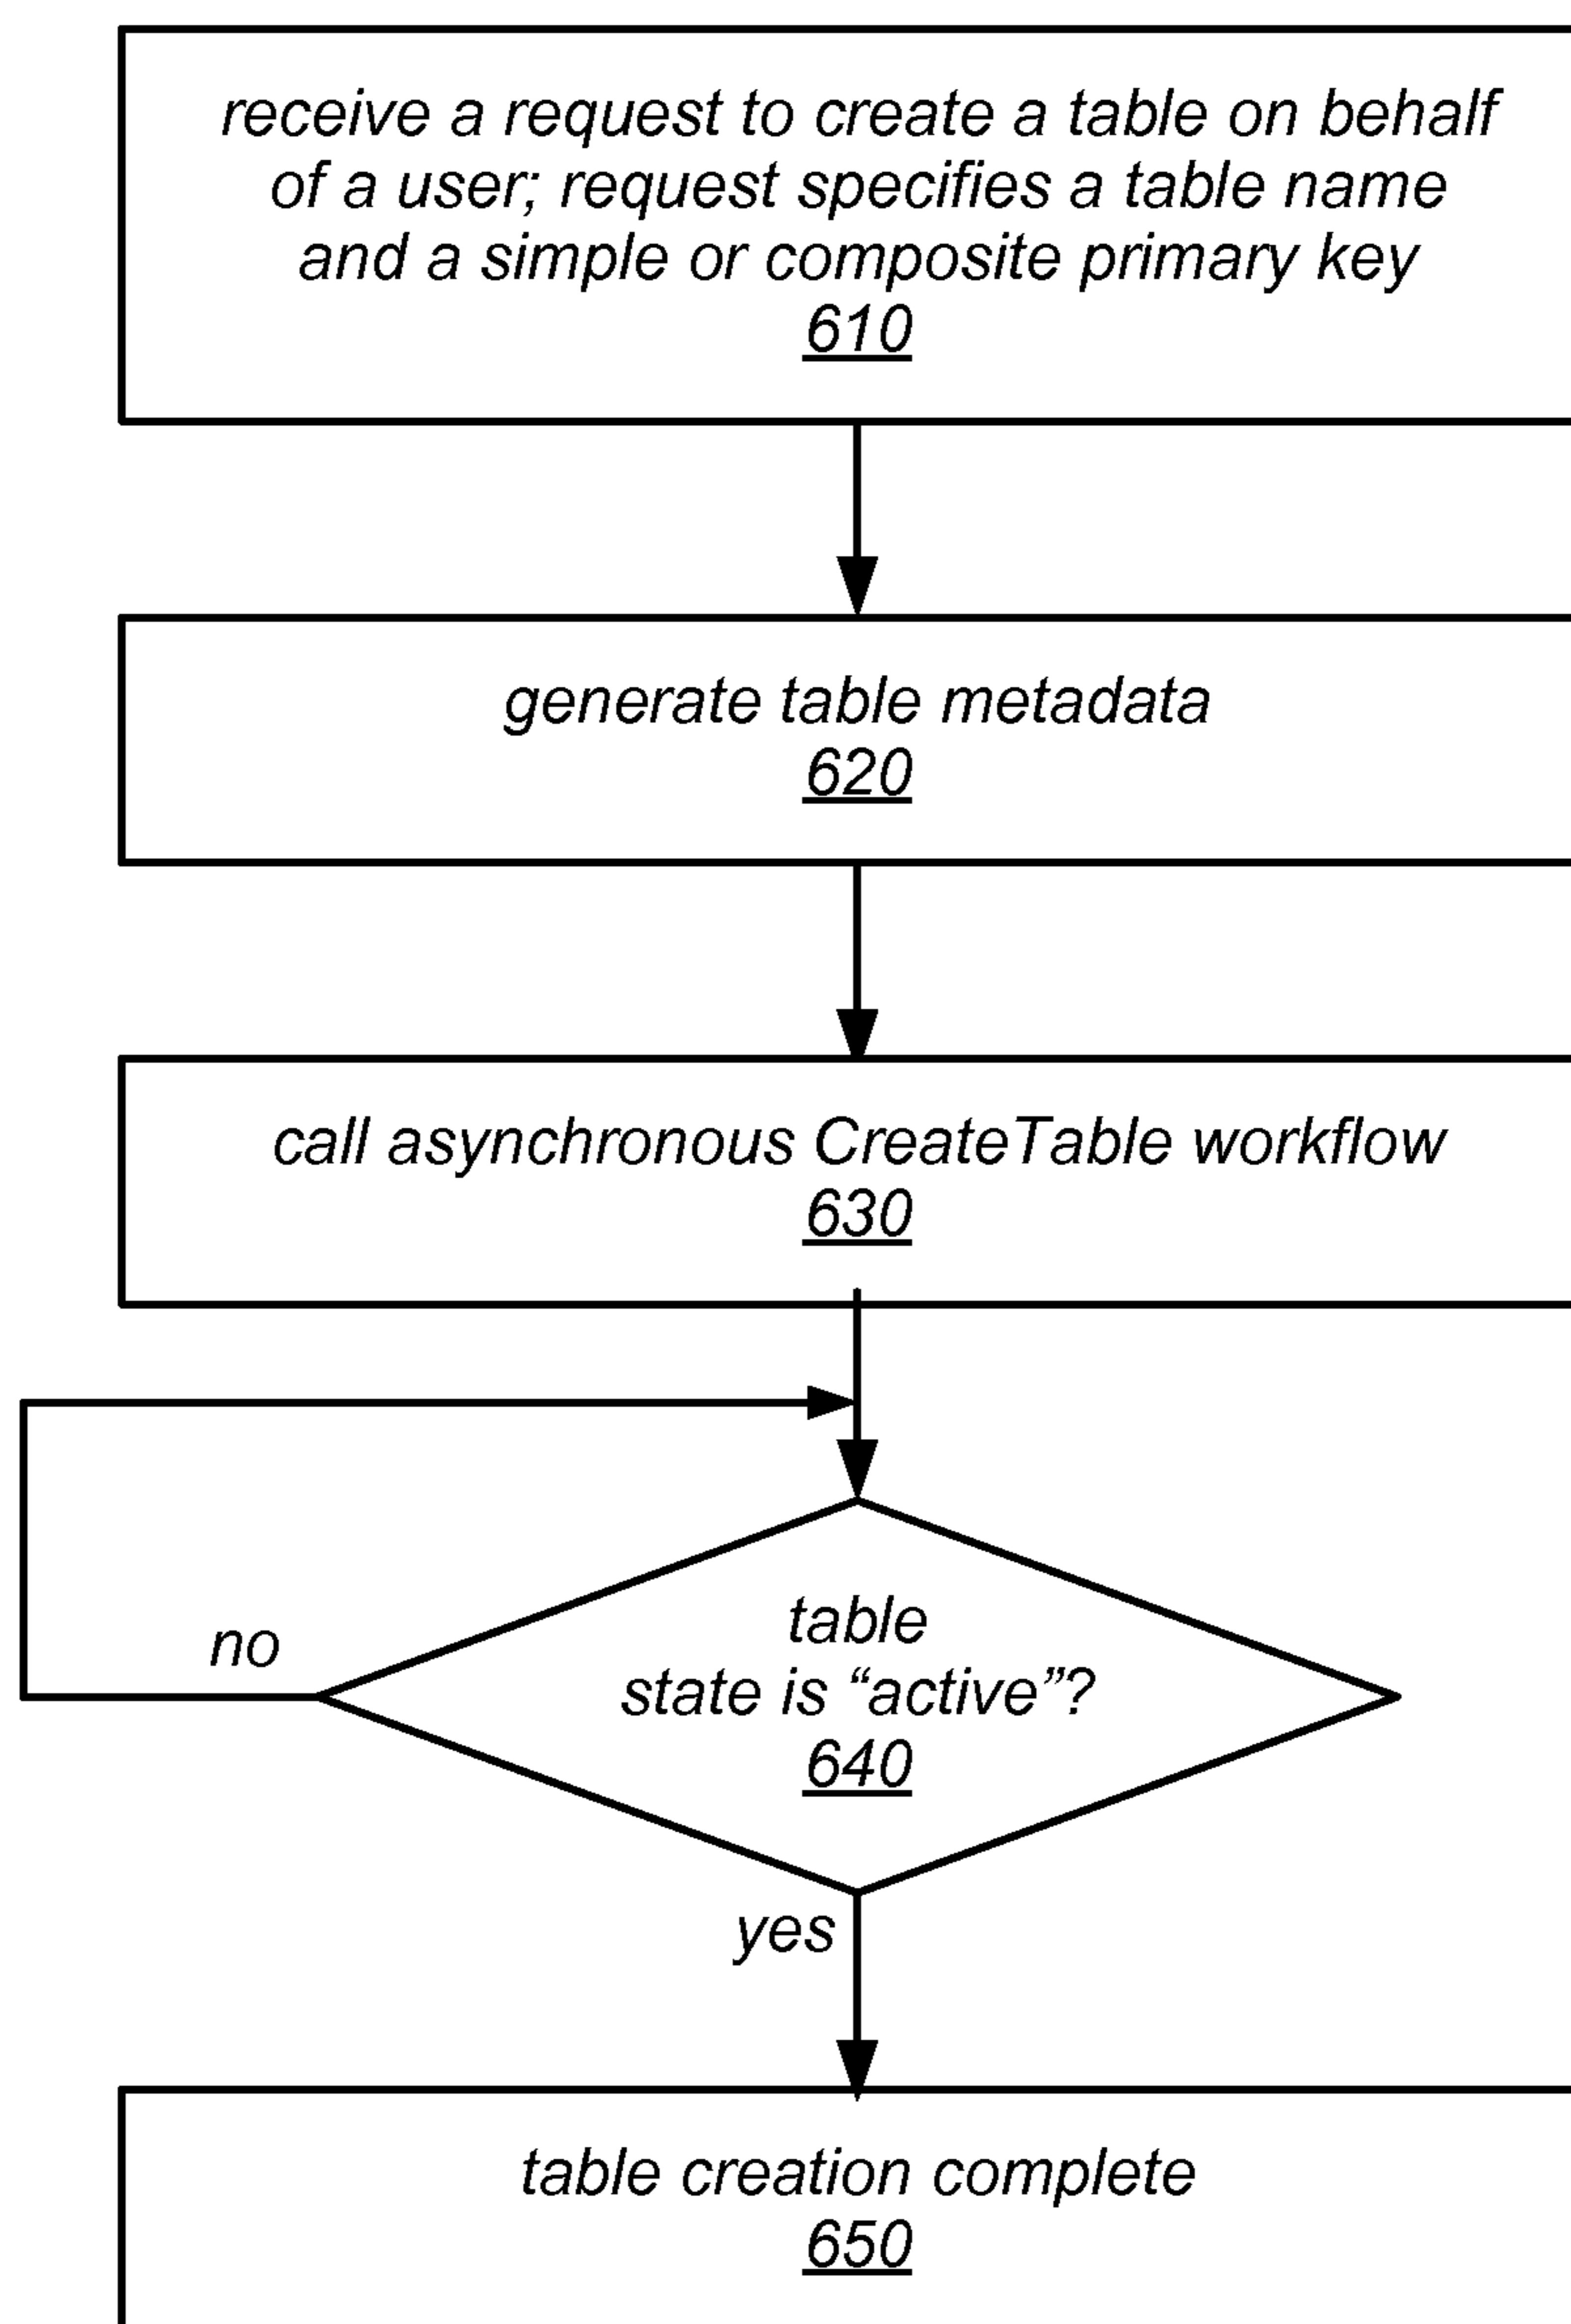 receive a request to create a table on behalf
of a user; request specifies a table name
and a simple or composite primary key
610
generate table metadata
620
call asynchronous CreateTable workflow
630
no
table
state is “active”?
640
yes
table creation complete
650